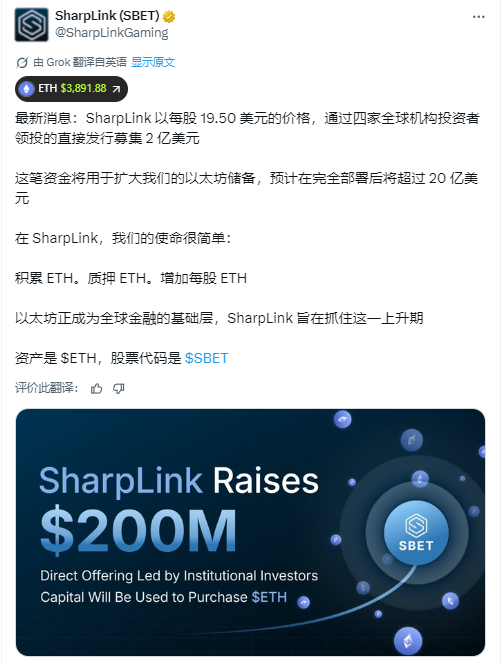 SharpLink (SBET)
@SharpLinkGaming
由 Grok 翻译自英语 显示原文
ETH $3,891.88
最新消息：SharpLink 以每股 19.50 美元的价格，通过四家全球机构投资者
领投的直接发行募集 2 亿美元
这笔资金将用于扩大我们的以太坊储备，预计在完全部署后将超过 20 亿美
元
在 SharpLink，我们的使命很简单：
积累 ETH。质押 ETH。增加每股 ETH
以太坊正成为全球金融的基础层，SharpLink 旨在抓住这一上升期
资产是 $ETH，股票代码是 $SBET
评价此翻译：
SharpLink Raises
$200M
Direct Offering Led by Institutional Investors
Capital Will Be Used to Purchase $ETH
SBET